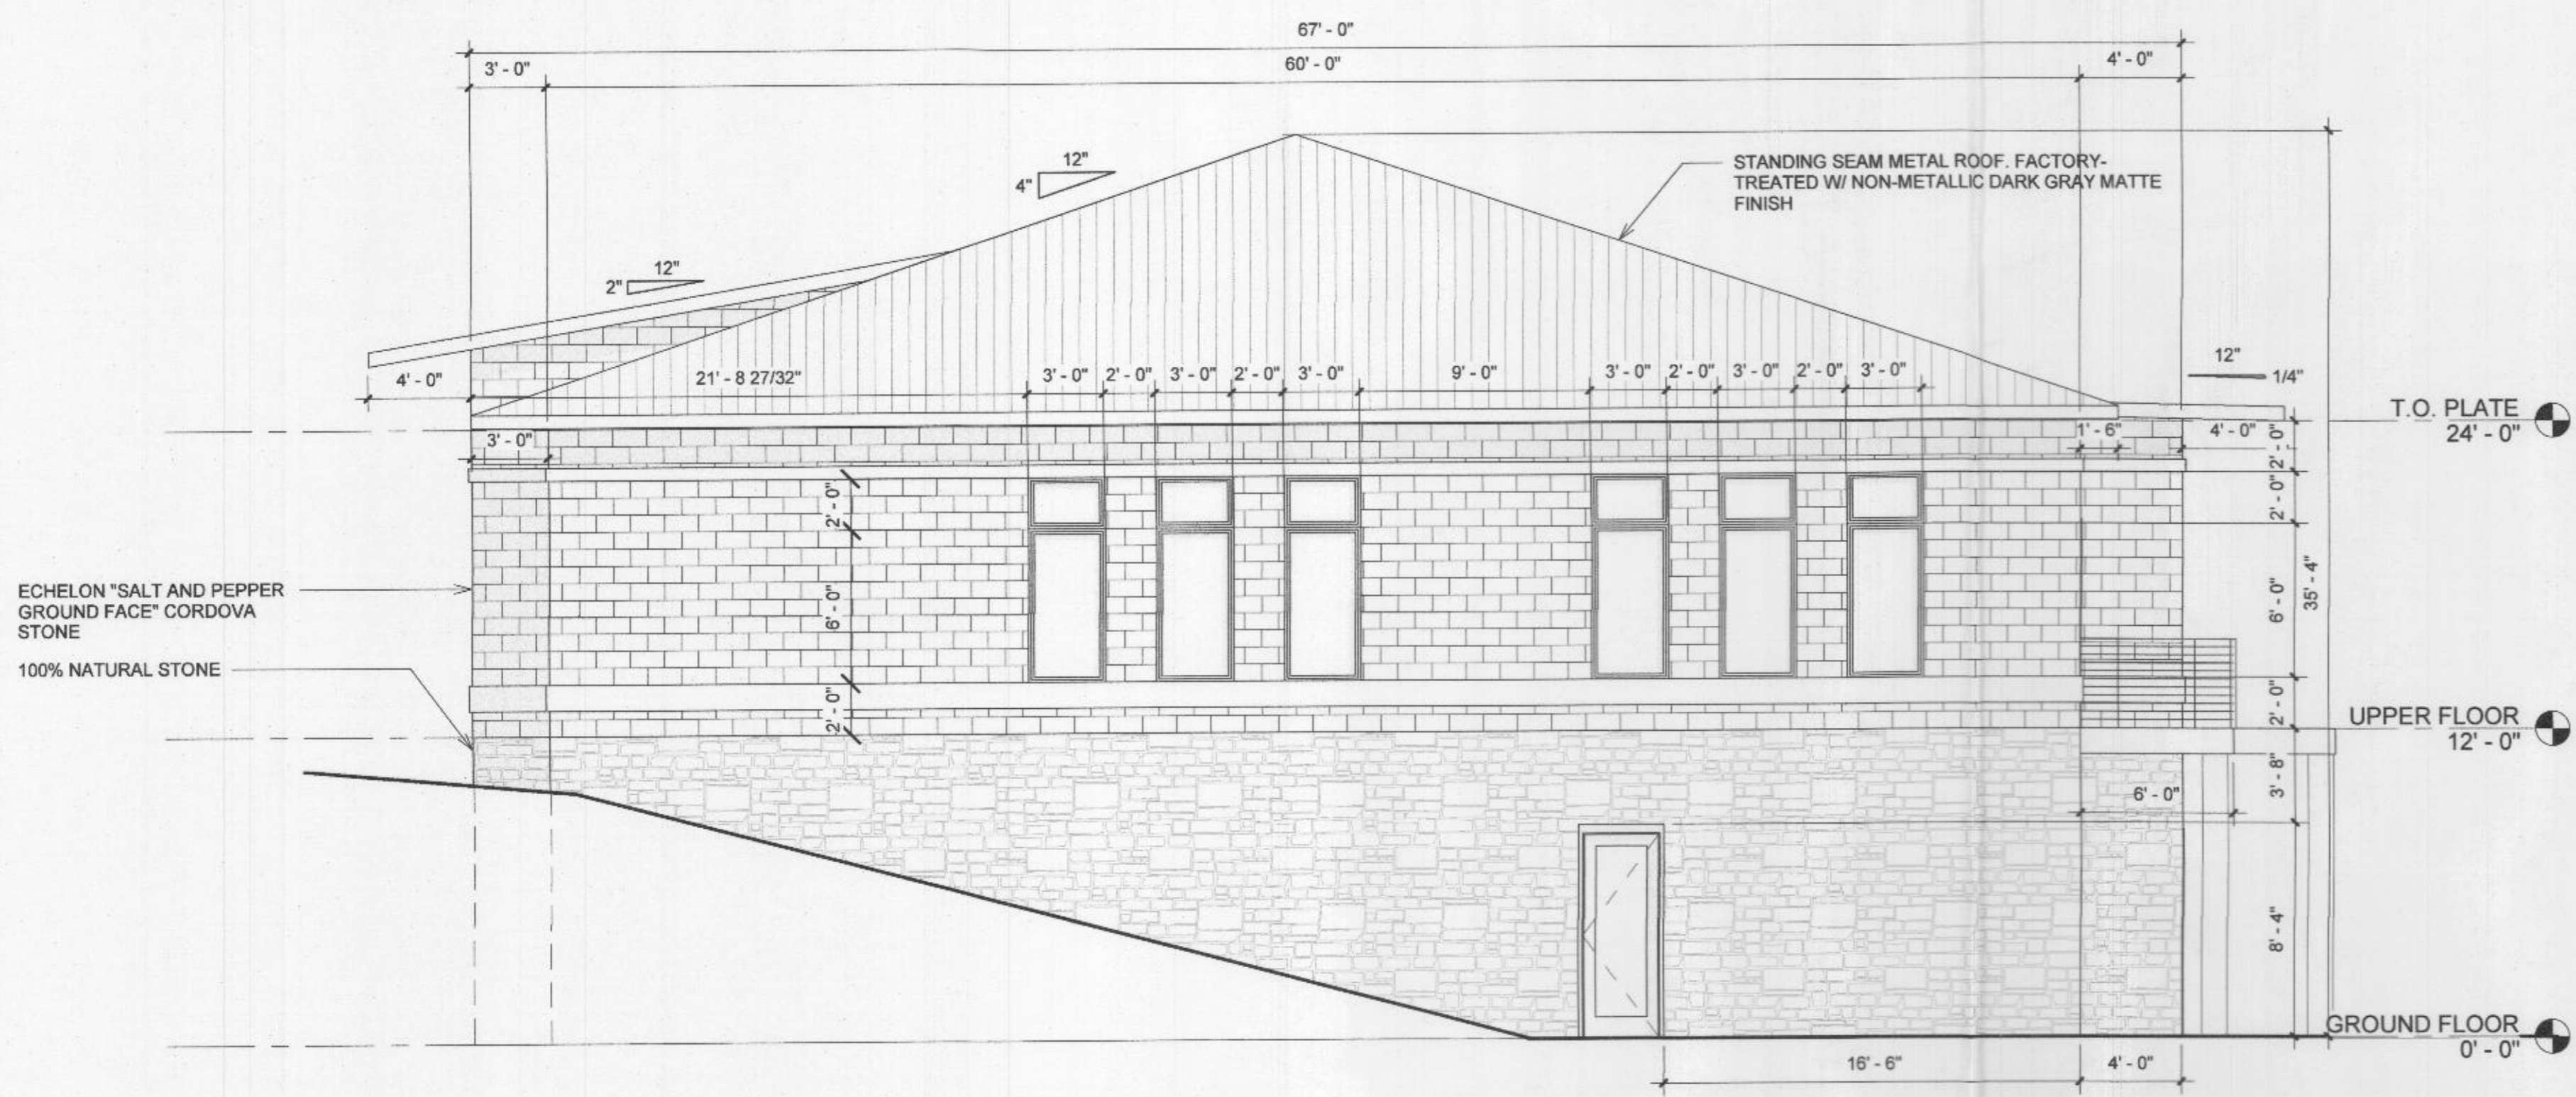 67' - 0"
3' - 0"
60' - 0"
4' - 0"
12"
4"
STANDING SEAM METAL ROOF. FACTORY-
TREATED W/ NON-METALLIC DARK GRAY MATTE
FINISH
12"
2"
4' - 0"
21' - 8 27/32"
3' - 0"
2' - 0"
3' - 0"
2' - 0"
3' - 0"
9' - 0"
3' - 0"
2' - 0"
3' - 0"
2' - 0"
3' - 0"
12"
1/4"
T.O. PLATE
24' - 0"
3' - 0"
1' - 6"
4' - 0"
2' - 0"
2' - 0"
2' - 0"
6' - 0"
6' - 0"
35' - 4"
ECHELON "SALT AND PEPPER
GROUND FACE" CORDOVA
STONE
100% NATURAL STONE
2' - 0"
2' - 0"
UPPER FLOOR
12' - 0"
3' - 8"
6' - 0"
8' - 4"
GROUND FLOOR
0' - 0"
16' - 6"
4' - 0"